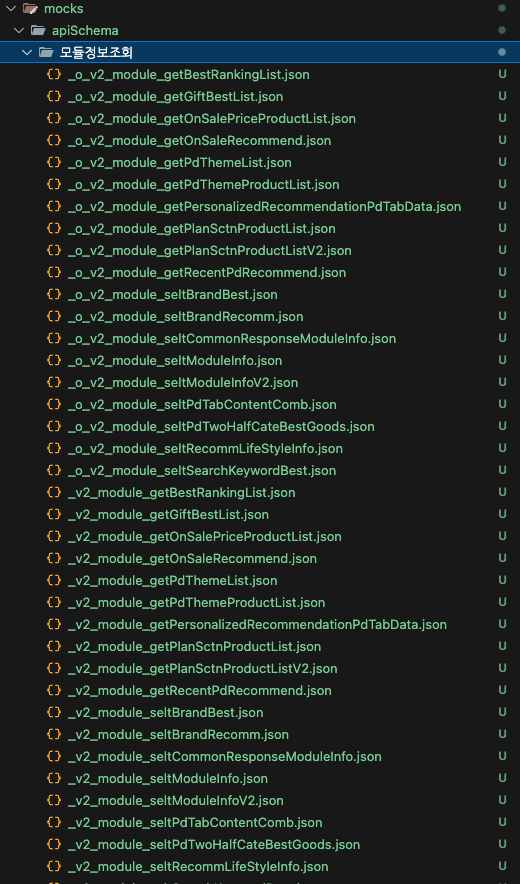 mocks
apiSchema
모듈정보조회
{} _o_v2_module_getBestRankingList.json U
{} _o_v2_module_getGiftBestList.json U
{} _o_v2_module_getOnSalePriceProductList.json U
{} _o_v2_module_getOnSaleRecommend.json U
{} _o_v2_module_getPdThemeList.json U
{} _o_v2_module_getPdThemeProductList.json U
{} _o_v2_module_getPersonalizedRecommendationPdTabData.json U
{} _o_v2_module_getPlanSctnProductList.json U
{} _o_v2_module_getPlanSctnProductListV2.json U
{} _o_v2_module_getRecentPdRecommend.json U
{} _o_v2_module_seltBrandBest.json U
{} _o_v2_module_seltBrandRecomm.json U
{} _o_v2_module_seltCommonResponseModuleInfo.json U
{} _o_v2_module_seltModuleInfo.json U
{} _o_v2_module_seltModuleInfoV2.json U
{} _o_v2_module_seltPdTabContentComb.json U
{} _o_v2_module_seltPdTwoHalfCateBestGoods.json U
{} _o_v2_module_seltRecommLifeStyleInfo.json U
{} _o_v2_module_seltSearchKeywordBest.json U
{} _v2_module_getBestRankingList.json U
{} _v2_module_getGiftBestList.json U
{} _v2_module_getOnSalePriceProductList.json U
{} _v2_module_getOnSaleRecommend.json U
{} _v2_module_getPdThemeList.json U
{} _v2_module_getPdThemeProductList.json U
{} _v2_module_getPersonalizedRecommendationPdTabData.json U
{} _v2_module_getPlanSctnProductList.json U
{} _v2_module_getPlanSctnProductListV2.json U
{} _v2_module_getRecentPdRecommend.json U
{} _v2_module_seltBrandBest.json U
{} _v2_module_seltBrandRecomm.json U
{} _v2_module_seltCommonResponseModuleInfo.json U
{} _v2_module_seltModuleInfo.json U
{} _v2_module_seltModuleInfoV2.json U
{} _v2_module_seltPdTabContentComb.json U
{} _v2_module_seltPdTwoHalfCateBestGoods.json U
{} _v2_module_seltRecommLifeStyleInfo.json U